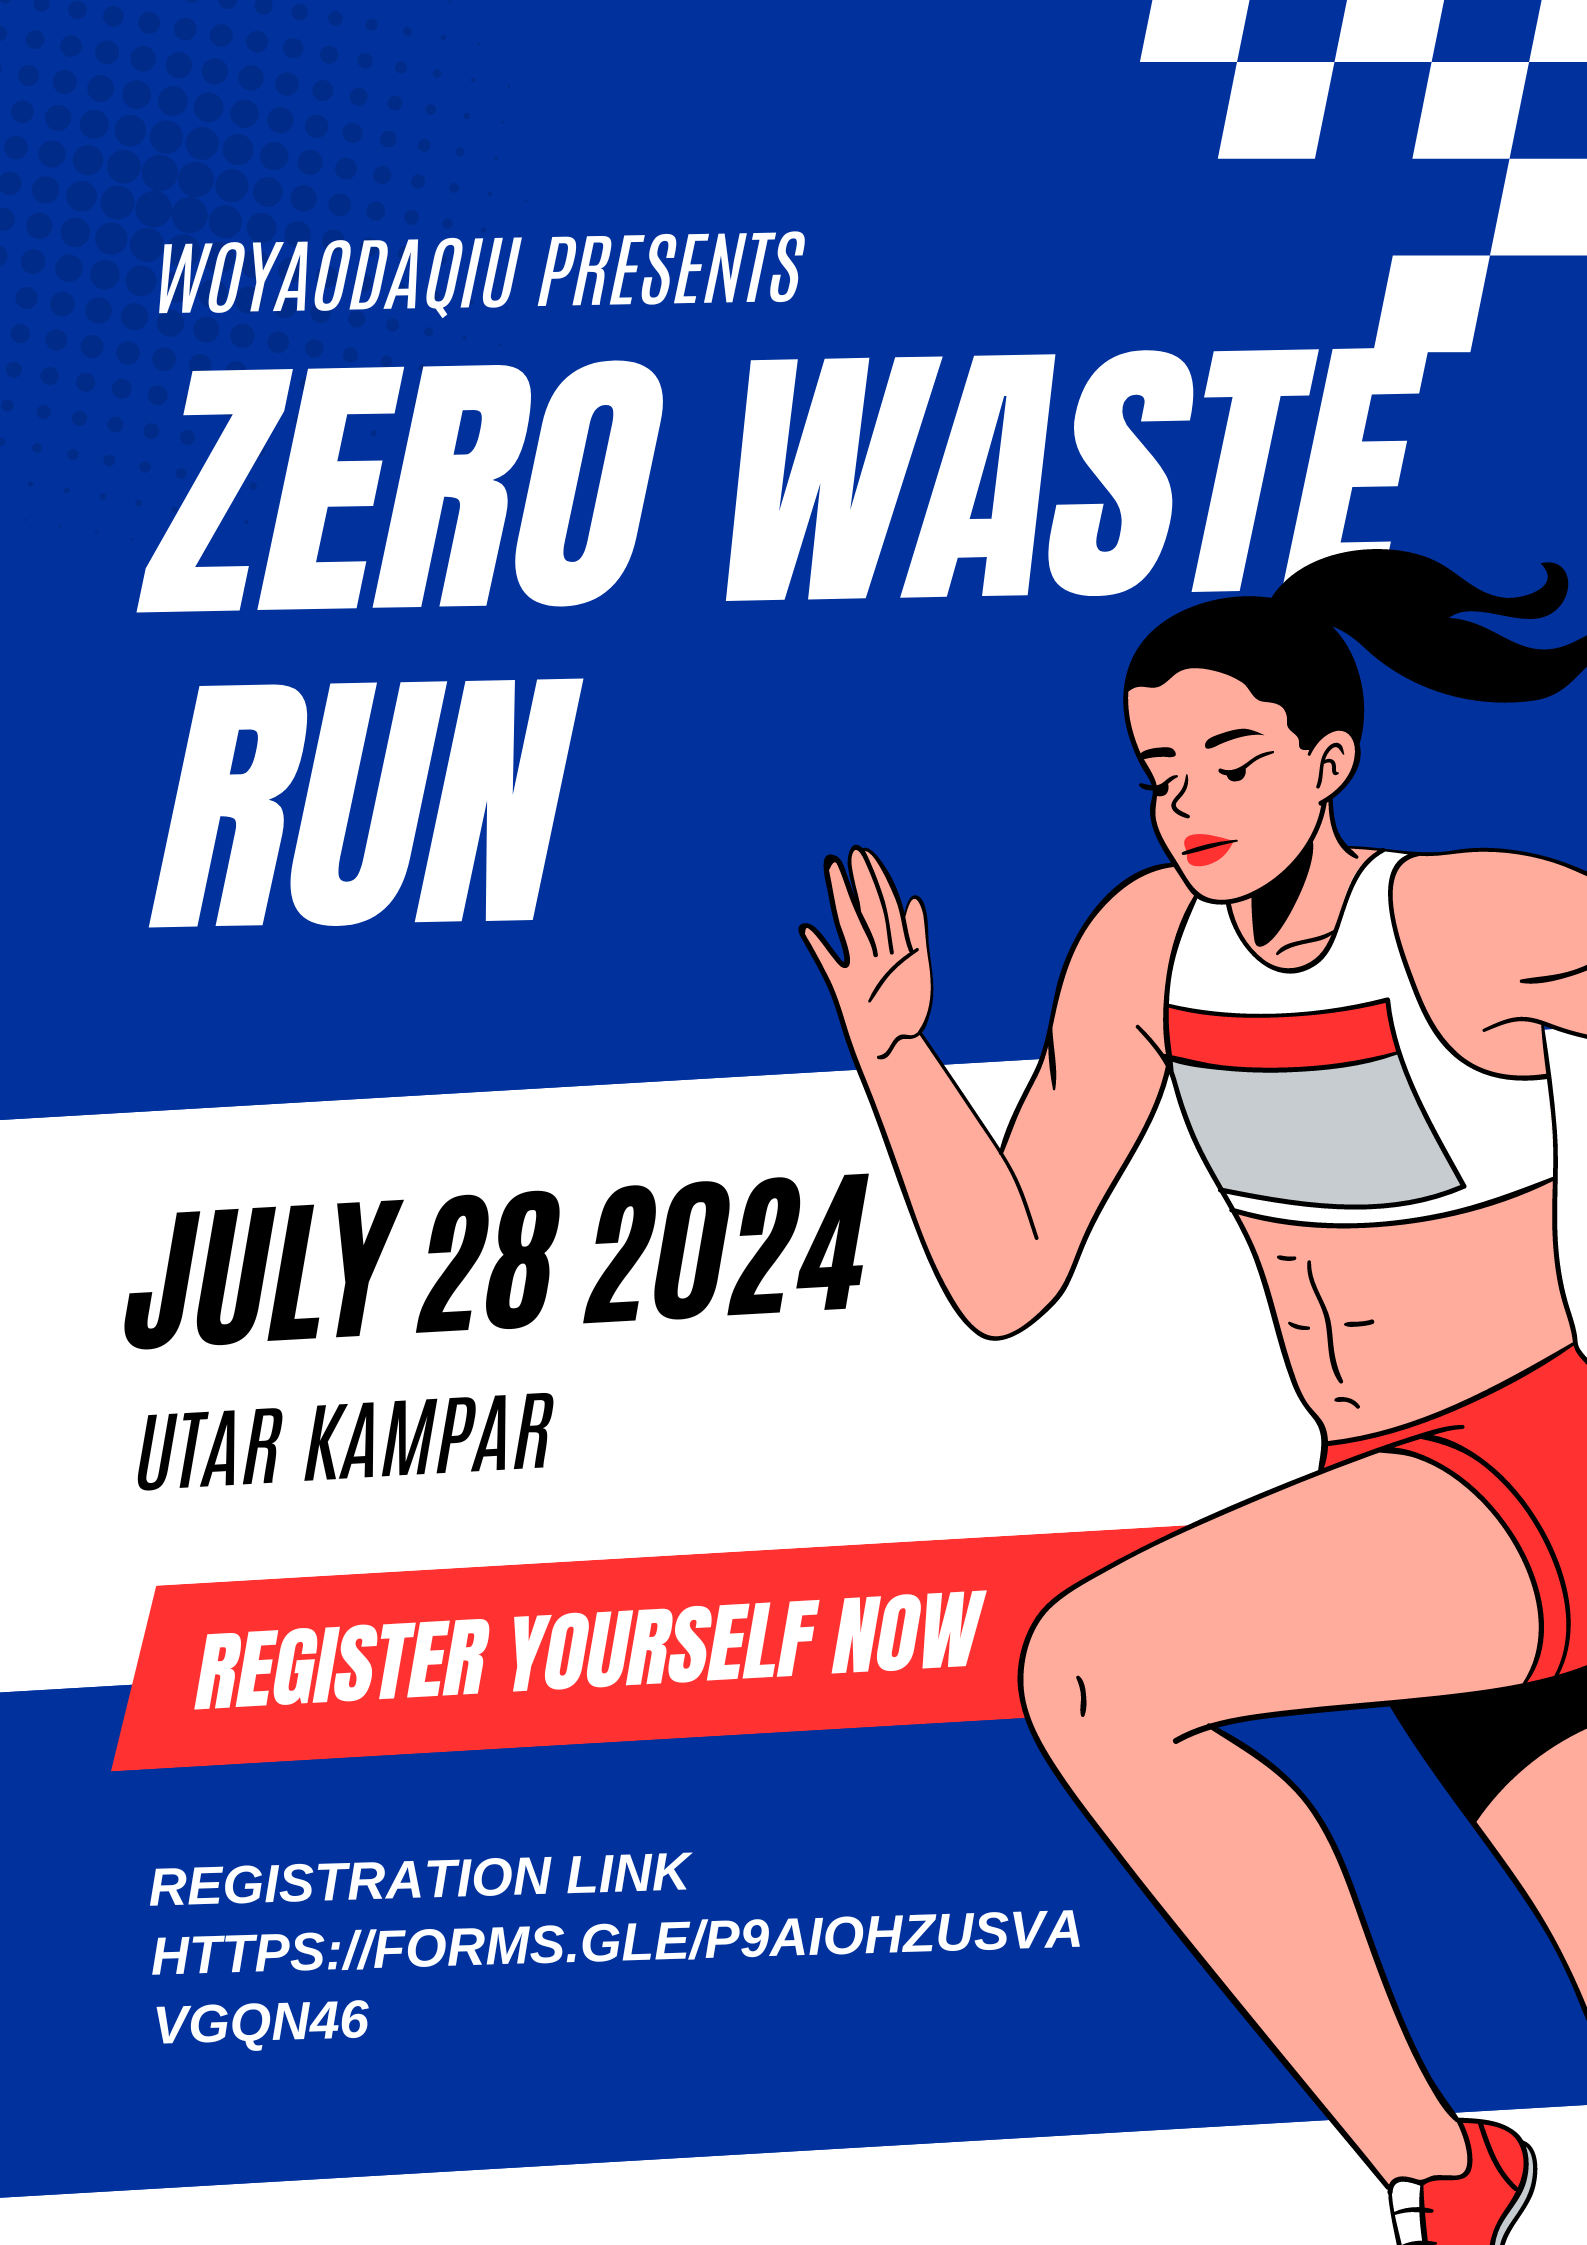 WOYAODAQIU PRESENTS
ZERO WASTE
RUN
JULY 28 2024
UTAR KAMPAR
REGISTER YOURSELF NOW
REGISTRATION LINK
HTTPS://FORMS.GLE/P9AIOHZUSVA
VGQN46